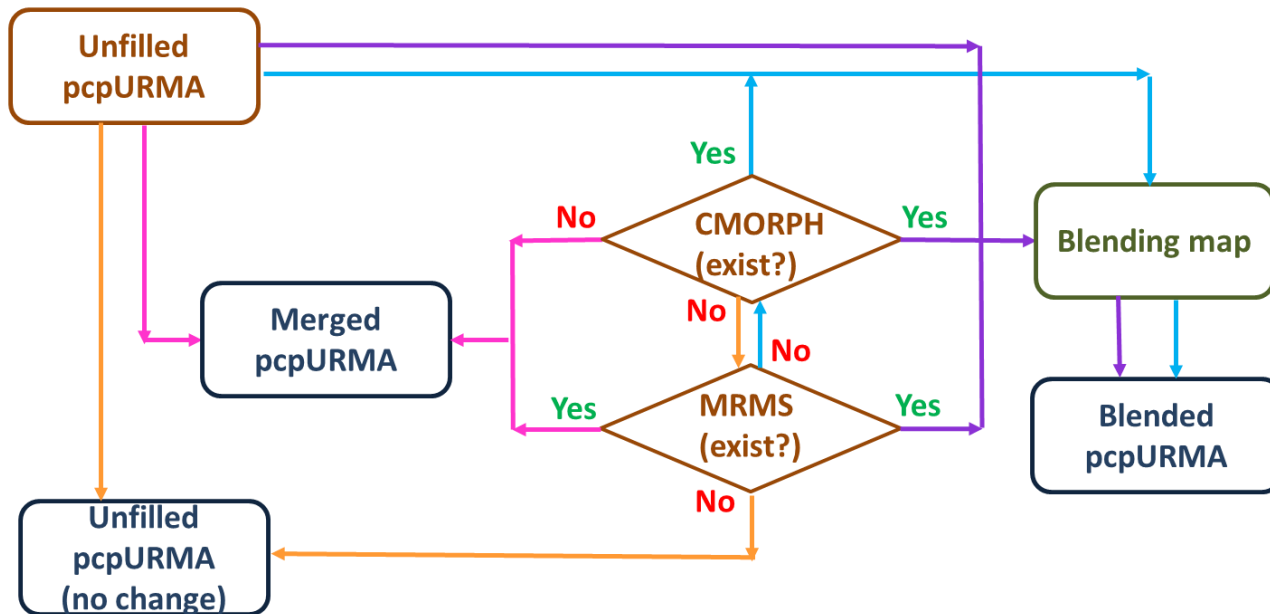 Unfilled
pcpURMA
Yes
No
CMORPH
(exist?)
Yes
Blending map
No
No
Merged
pcpURMA
Yes
MRMS
(exist?)
Yes
No
Blended
pcpURMA
Unfilled
pcpURMA
(no change)